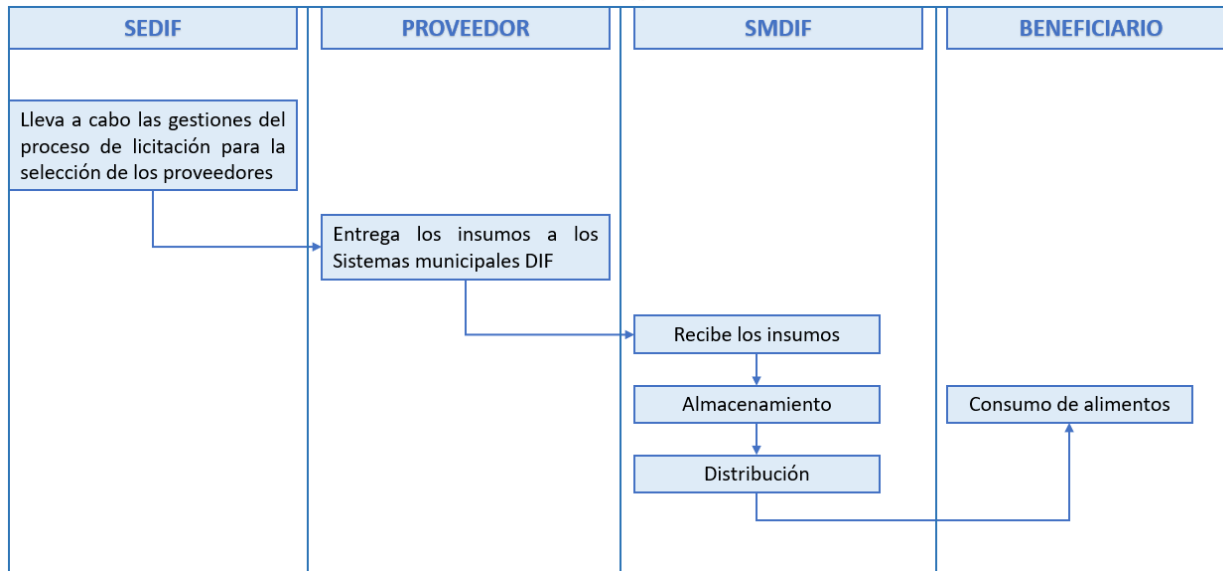 SEDIF
PROVEEDOR
SMDIF
BENEFICIARIO
Lleva a cabo las gestiones del
proceso de licitación para la
selección de los proveedores
Entrega los insumos a los
Sistemas municipales DIF
Recibe los insumos
Almacenamiento
Consumo de alimentos
Distribución